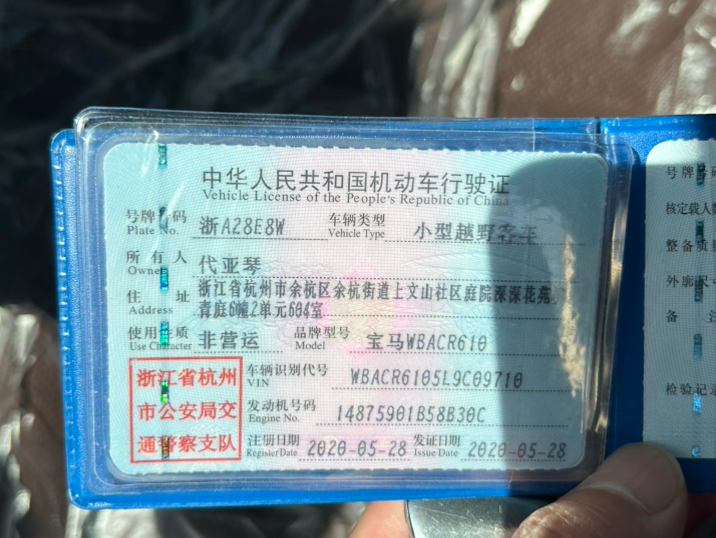 中华人民共和国机动车行驶证
Vehicle License of the People's Republic of China
号牌号码 Plate No. 浙A28E8W 车辆类型 Vehicle Type 小型越野客车
所有人 Owner 代亚琴
住址 Address 浙江省杭州市余杭区余杭街道上文山社区庭院深深花苑
青庭6幢2单元604室
使用性质 Use Character 非营运 品牌型号 Model 宝马WBACR610
浙江省杭州
市公安局交
通警察支队
车辆识别代号 VIN WBACR6105L9C09710
发动机号码 Engine No. 14875901B58B30C
注册日期 Register Date 2020-05-28 发证日期 Issue Date 2020-05-28
号牌号码
核定载人数
整备质
外廓尺寸
备注
检验记录